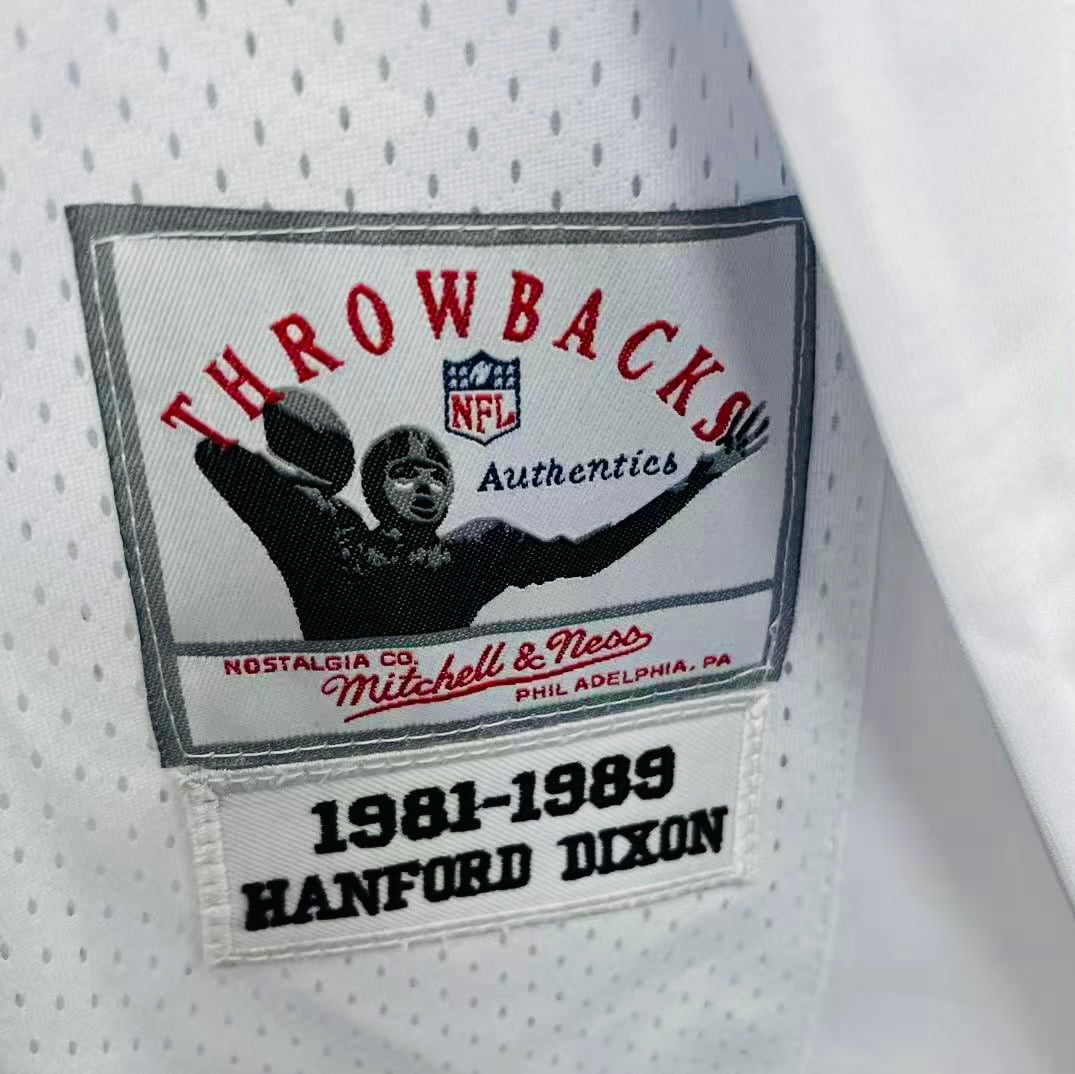 THROWBACKS
NFL
Authentics
NOSTALGIA CO.
Mitchell & Ness
PHILADELPHIA, PA
1981-1989
HANFORD DIXON